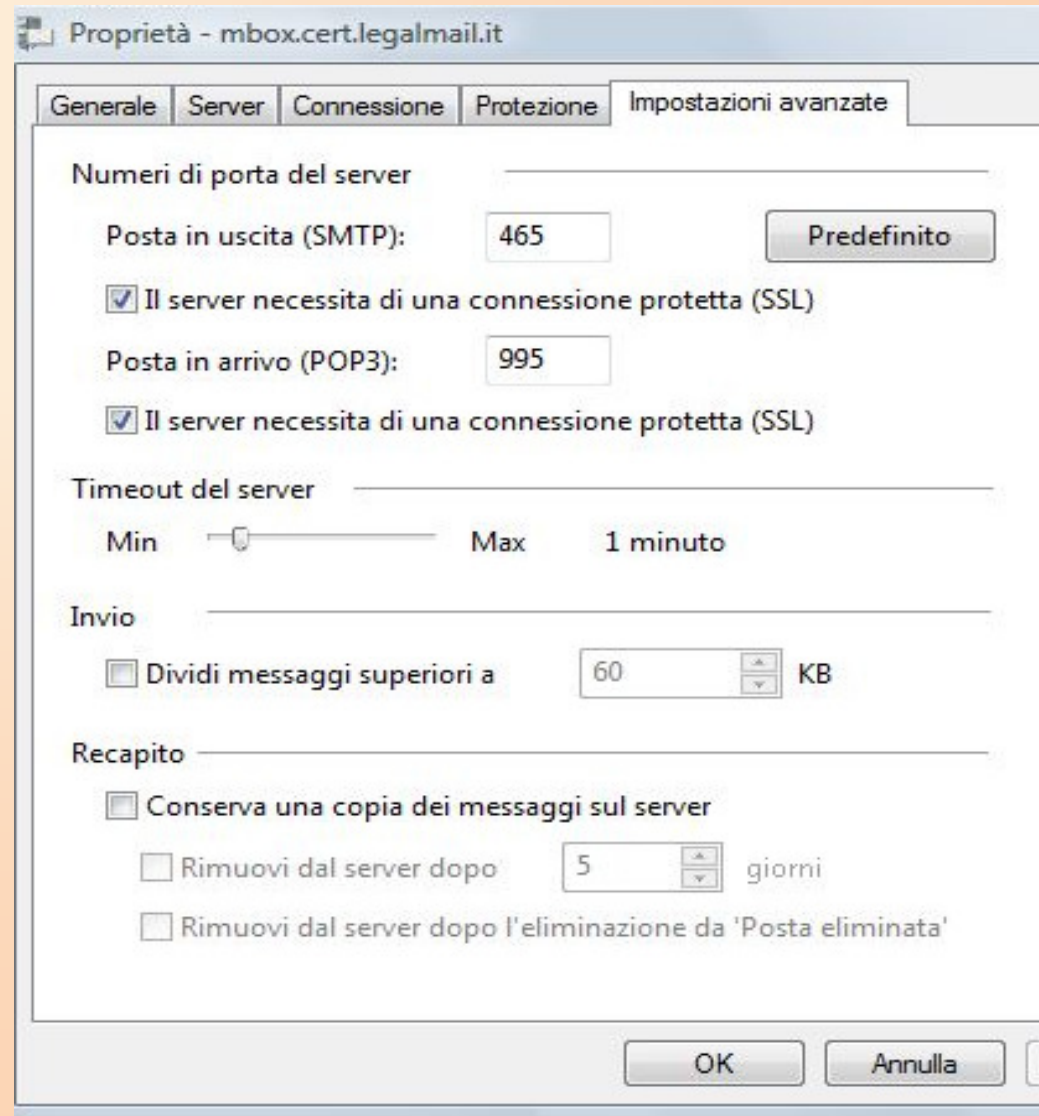 Proprietà - mbox.cert.legalmail.it
Generale Server Connessione Protezione Impostazioni avanzate
Numeri di porta del server
Posta in uscita (SMTP): 465 Predefinito
Il server necessita di una connessione protetta (SSL)
Posta in arrivo (POP3): 995
Il server necessita di una connessione protetta (SSL)
Timeout del server
Min Max 1 minuto
Invio
Dividi messaggi superiori a 60 KB
Recapito
Conserva una copia dei messaggi sul server
Rimuovi dal server dopo 5 giorni
Rimuovi dal server dopo l'eliminazione da 'Posta eliminata'
OK Annulla